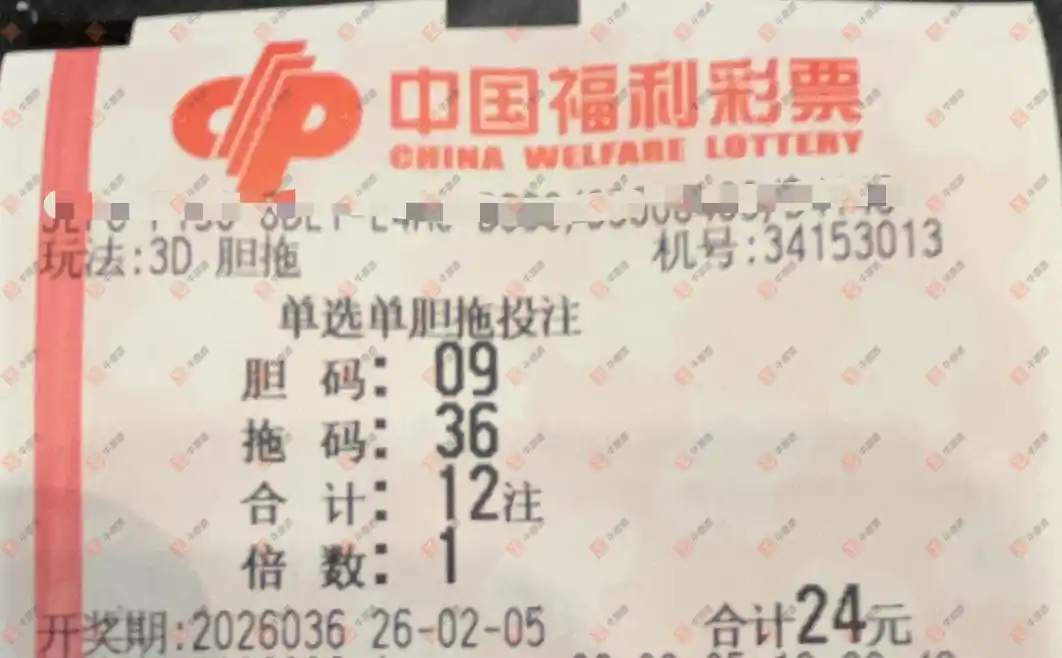 中国福利彩票
CHINA WELFARE LOTTERY
玩法:3D 胆拖
机号:34153013
单选单胆拖投注
胆 码: 09
拖 码: 36
合 计: 12注
倍 数: 1
开奖期:2026036 26-02-05 合计24元